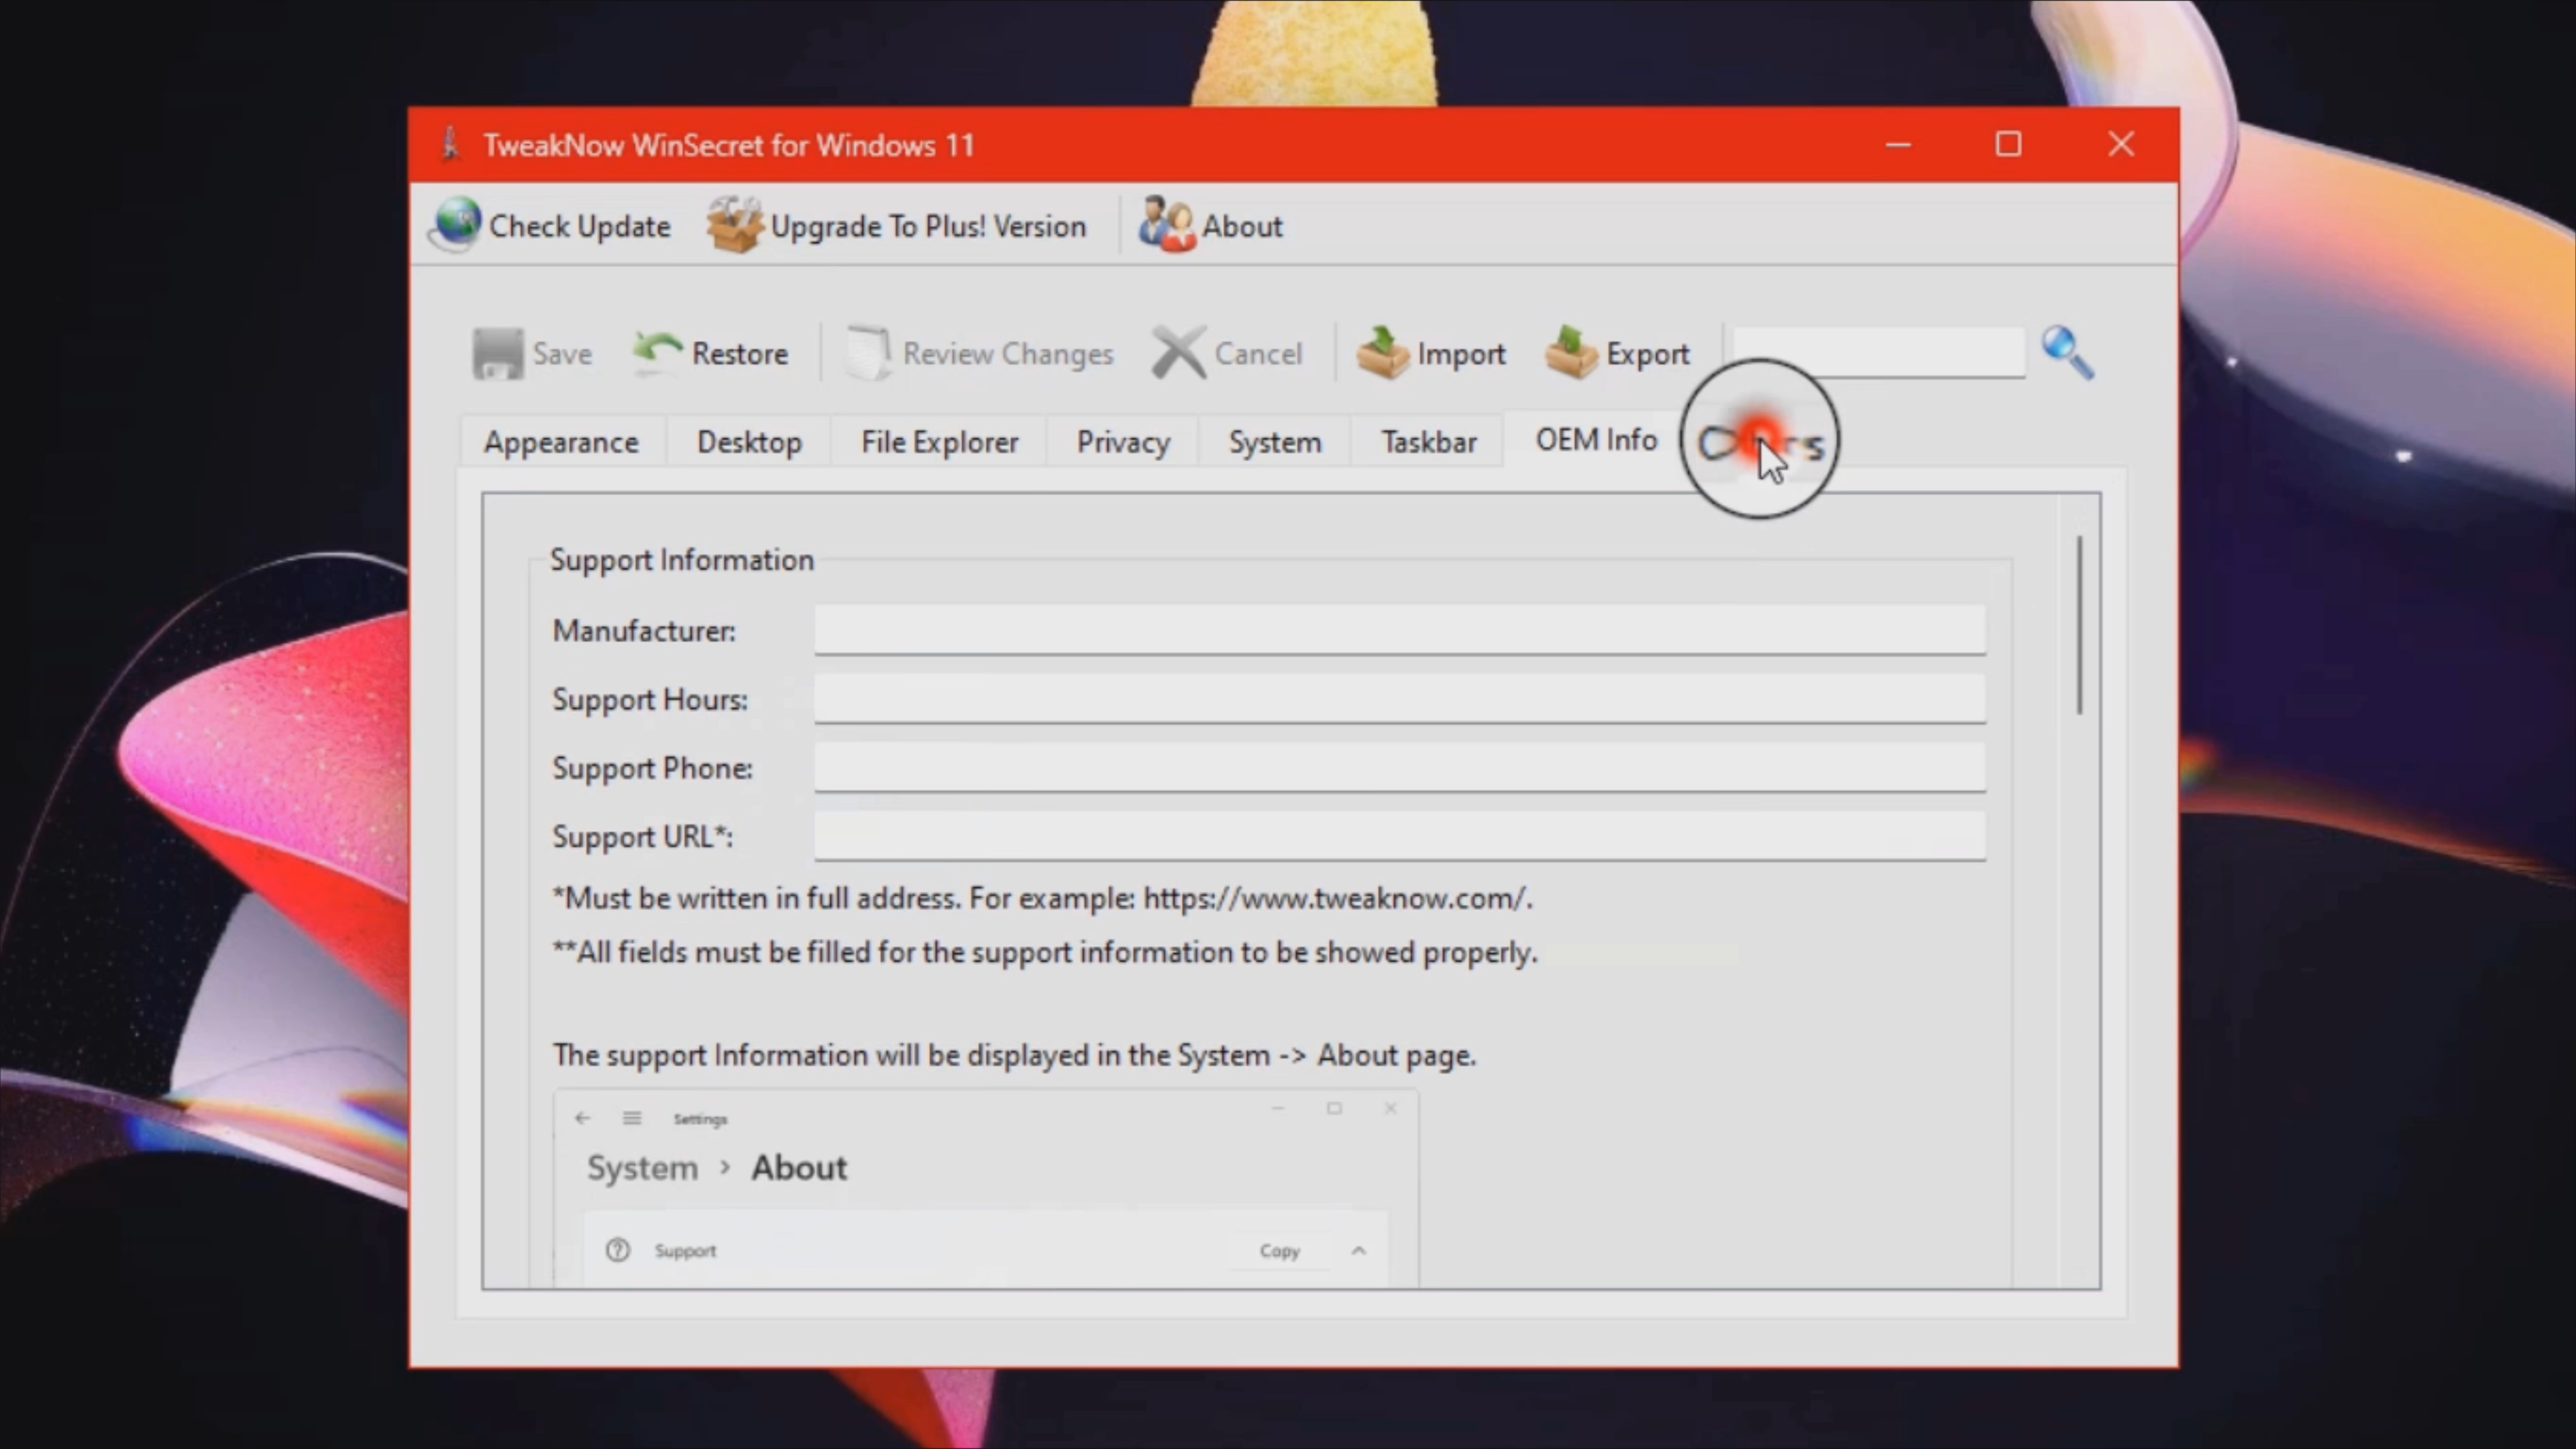 TweakNow WinSecret for Windows 11
Check Update Upgrade To Plus! Version About
Save Restore Review Changes Cancel Import Export
Appearance Desktop File Explorer Privacy System Taskbar OEM Info
Support Information
Manufacturer:
Support Hours:
Support Phone:
Support URL*:
*Must be written in full address. For example: https://www.tweaknow.com/.
**All fields must be filled for the support information to be showed properly.
The support Information will be displayed in the System -> About page.
Settings
System > About
Support Copy